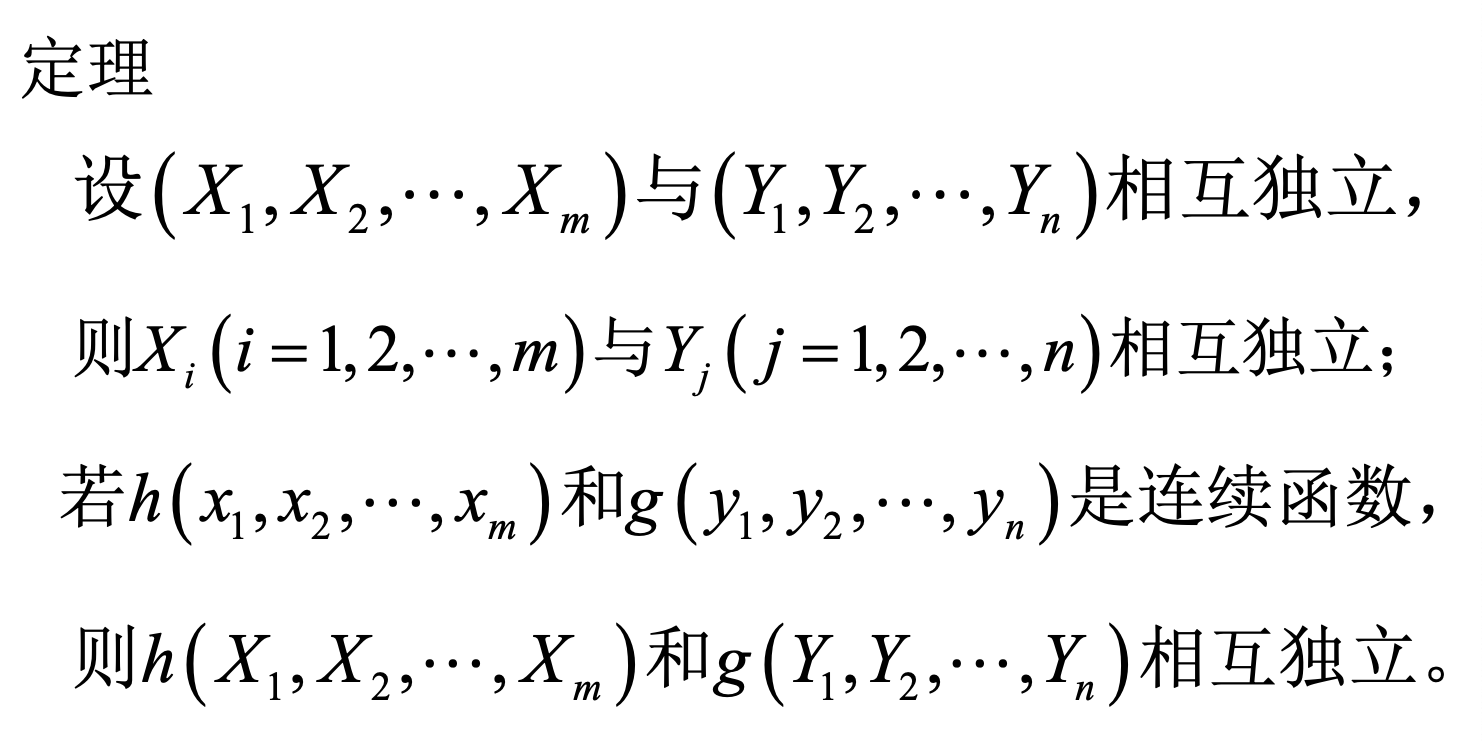 定理
设(X₁,X₂,⋯,Xₘ)与(Y₁,Y₂,⋯,Yₙ)相互独立，
则Xᵢ(i=1,2,⋯,m)与Yⱼ(j=1,2,⋯,n)相互独立；
若h(x₁,x₂,⋯,xₘ)和g(y₁,y₂,⋯,yₙ)是连续函数，
则h(X₁,X₂,⋯,Xₘ)和g(Y₁,Y₂,⋯,Yₙ)相互独立。